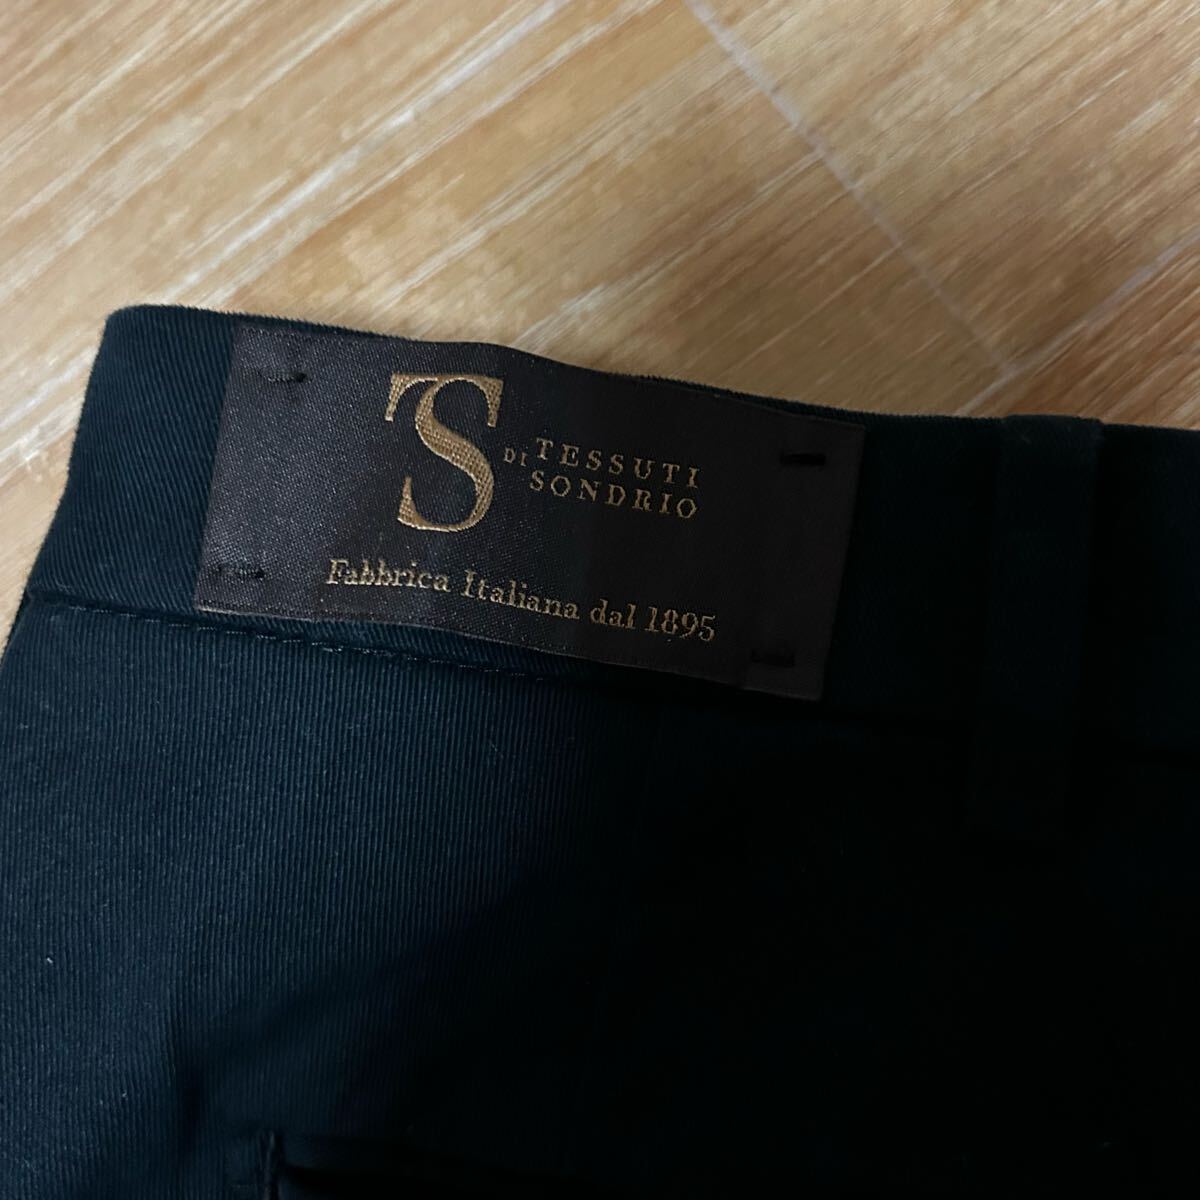 TS
TESSUTI
DI SONDRIO
Fabbrica Italiana dal 1895